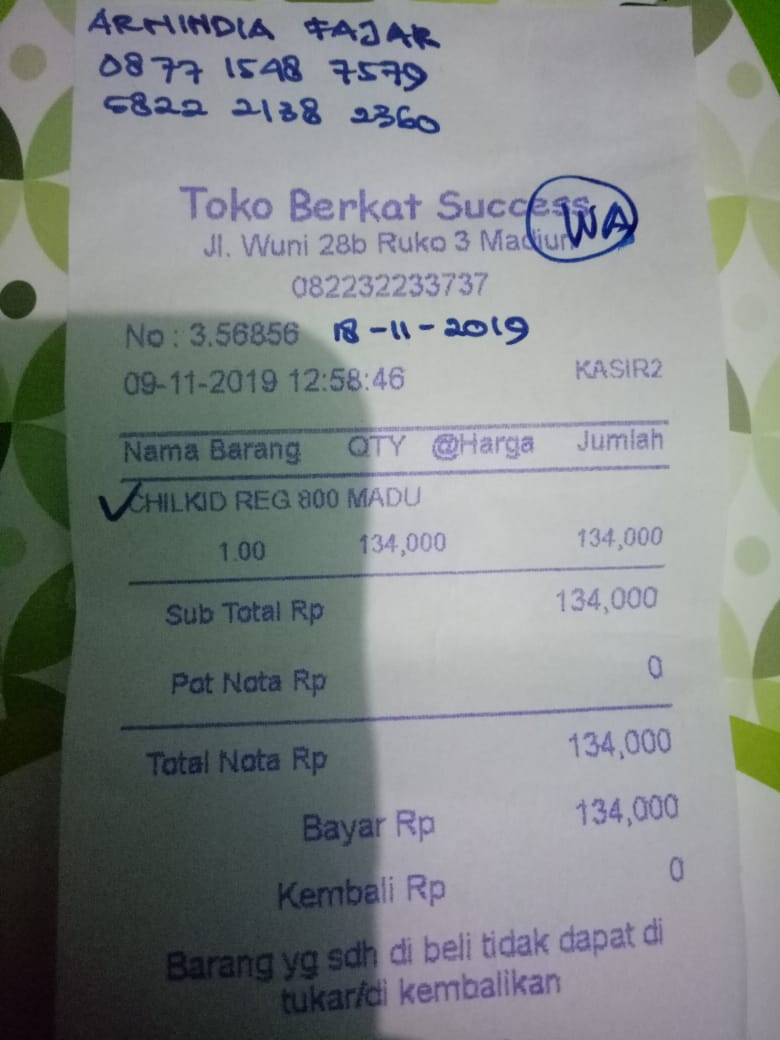 ARMINDIA FAJAR
0877 1548 7579
6822 2138 2360
Toko Berkat Success
WA
Jl. Wuni 28b Ruko 3 Madiun
082232233737
No : 3.56856 18-11-2019
09-11-2019 12:58:46 KASIR2
Nama Barang QTY @Harga Jumlah
CHILKID REG 800 MADU
1.00 134,000 134,000
Sub Total Rp 134,000
Pot Nota Rp 0
Total Nota Rp 134,000
Bayar Rp 134,000
Kembali Rp 0
Barang yg sdh di beli tidak dapat di
tukar/di kembalikan